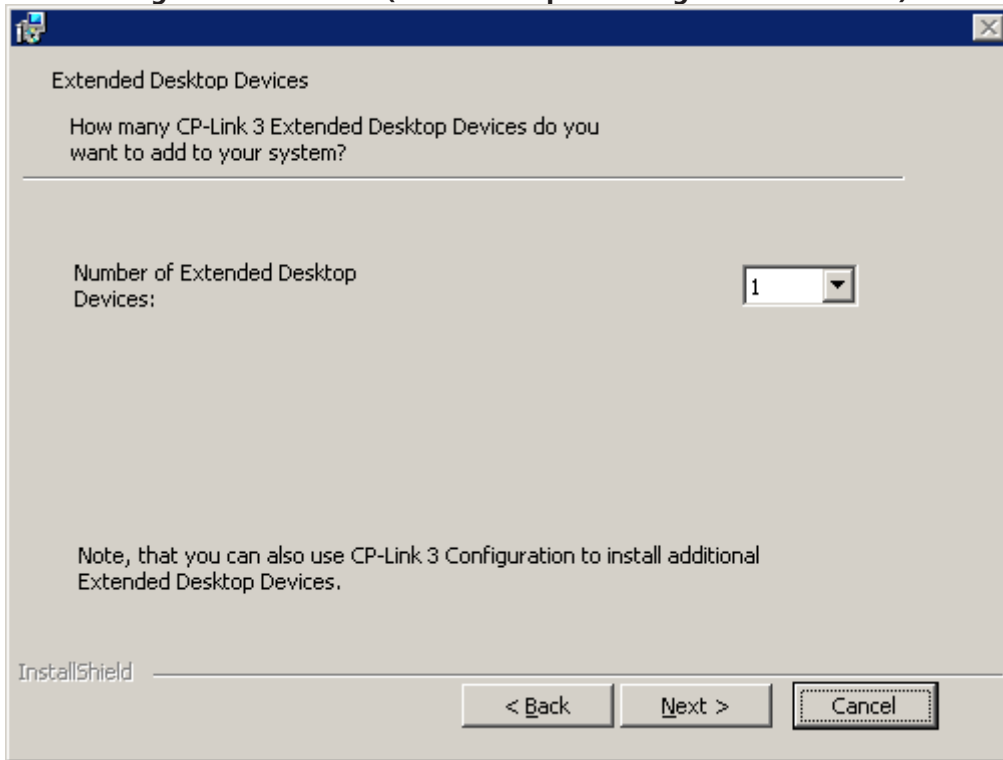 Extended Desktop Devices
How many CP-Link 3 Extended Desktop Devices do you
want to add to your system?
Number of Extended Desktop
Devices:
1
Note, that you can also use CP-Link 3 Configuration to install additional
Extended Desktop Devices.
InstallShield
< Back
Next >
Cancel